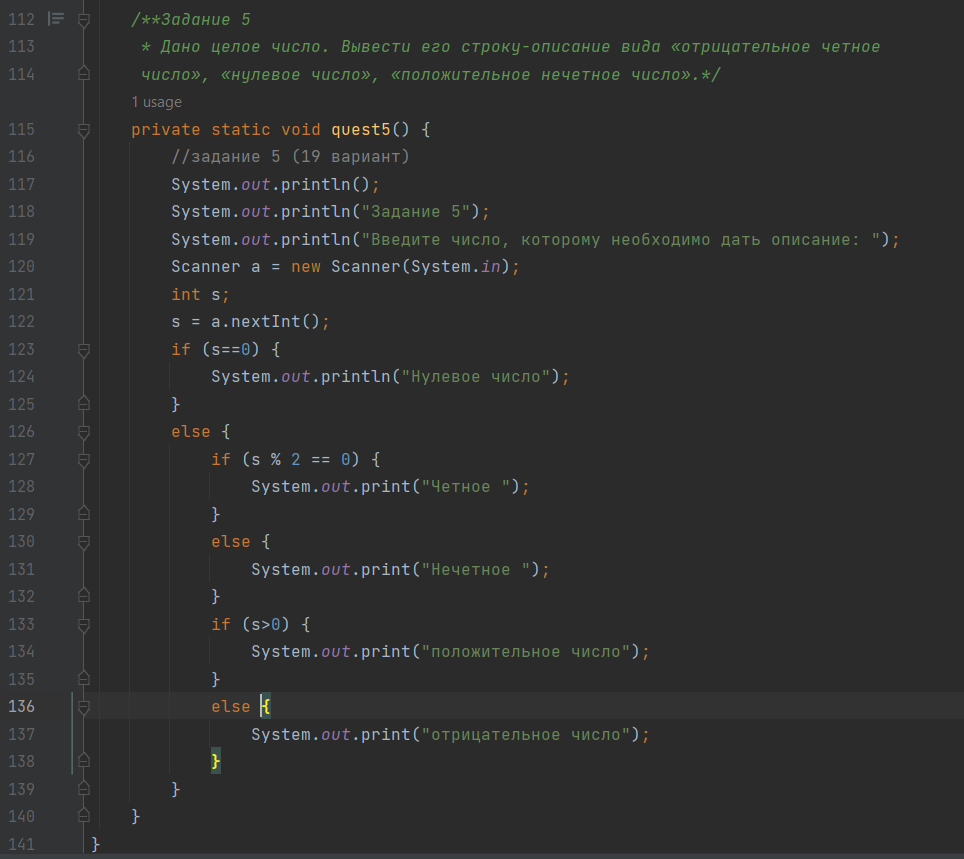 112 /**Задание 5
113 * Дано целое число. Вывести его строку-описание вида «отрицательное четное
114 число», «нулевое число», «положительное нечетное число».*/
1 usage
115 private static void quest5() {
116 //задание 5 (19 вариант)
117 System.out.println();
118 System.out.println("Задание 5");
119 System.out.println("Введите число, которому необходимо дать описание: ");
120 Scanner a = new Scanner(System.in);
121 int s;
122 s = a.nextInt();
123 if (s==0) {
124 System.out.println("Нулевое число");
125 }
126 else {
127 if (s % 2 == 0) {
128 System.out.print("Четное ");
129 }
130 else {
131 System.out.print("Нечетное ");
132 }
133 if (s>0) {
134 System.out.print("положительное число");
135 }
136 else {
137 System.out.print("отрицательное число");
138 }
139 }
140 }
141 }